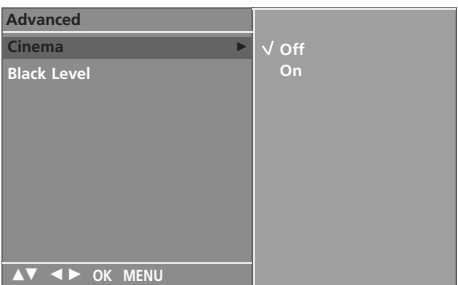 Advanced
Cinema ▶
√ Off
On
Black Level
▲▼ ◀ ▶ OK MENU